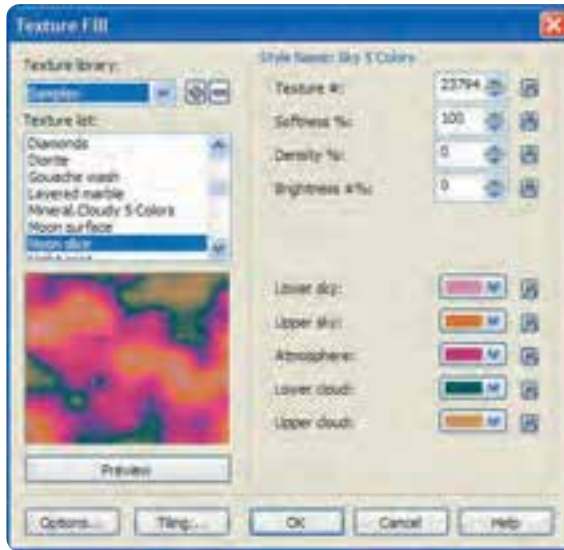 Texture Fill
Texture library:
Samples
Texture list:
Diamonds
Diorite
Gouache wash
Layered marble
Mineral.Cloudy 5 Colors
Moon surface
Moon slice
Preview
Options...
Tiling...
Style Name: Sky 5 Colors
Texture #: 23794
Softness %: 100
Density %: 0
Brightness ±%: 0
Lower sky:
Upper sky:
Atmosphere:
Lower cloud:
Upper cloud:
OK
Cancel
Help